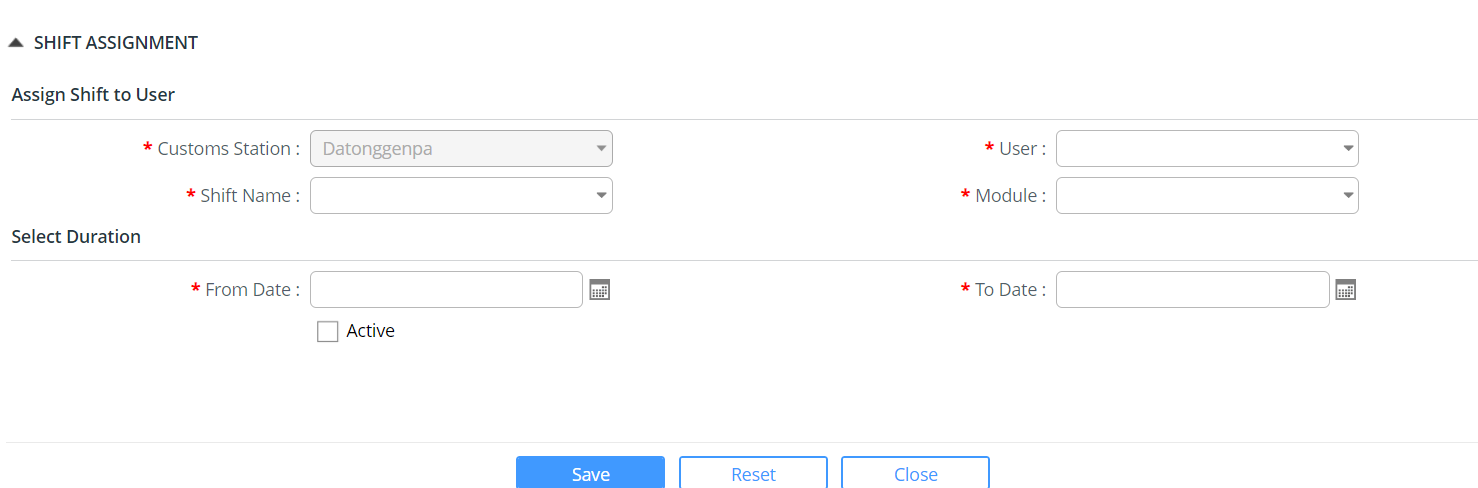 SHIFT ASSIGNMENT
Assign Shift to User
* Customs Station : Datonggenpa * User :
* Shift Name : * Module :
Select Duration
* From Date : * To Date :
Active
Save Reset Close